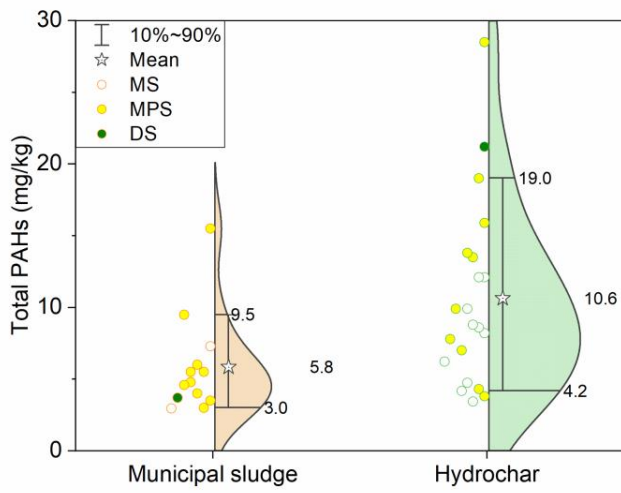 30
20
10
0
Total PAHs (mg/kg)
10%~90%
Mean
MS
MPS
DS
9.5
5.8
3.0
19.0
10.6
4.2
Municipal sludge
Hydrochar